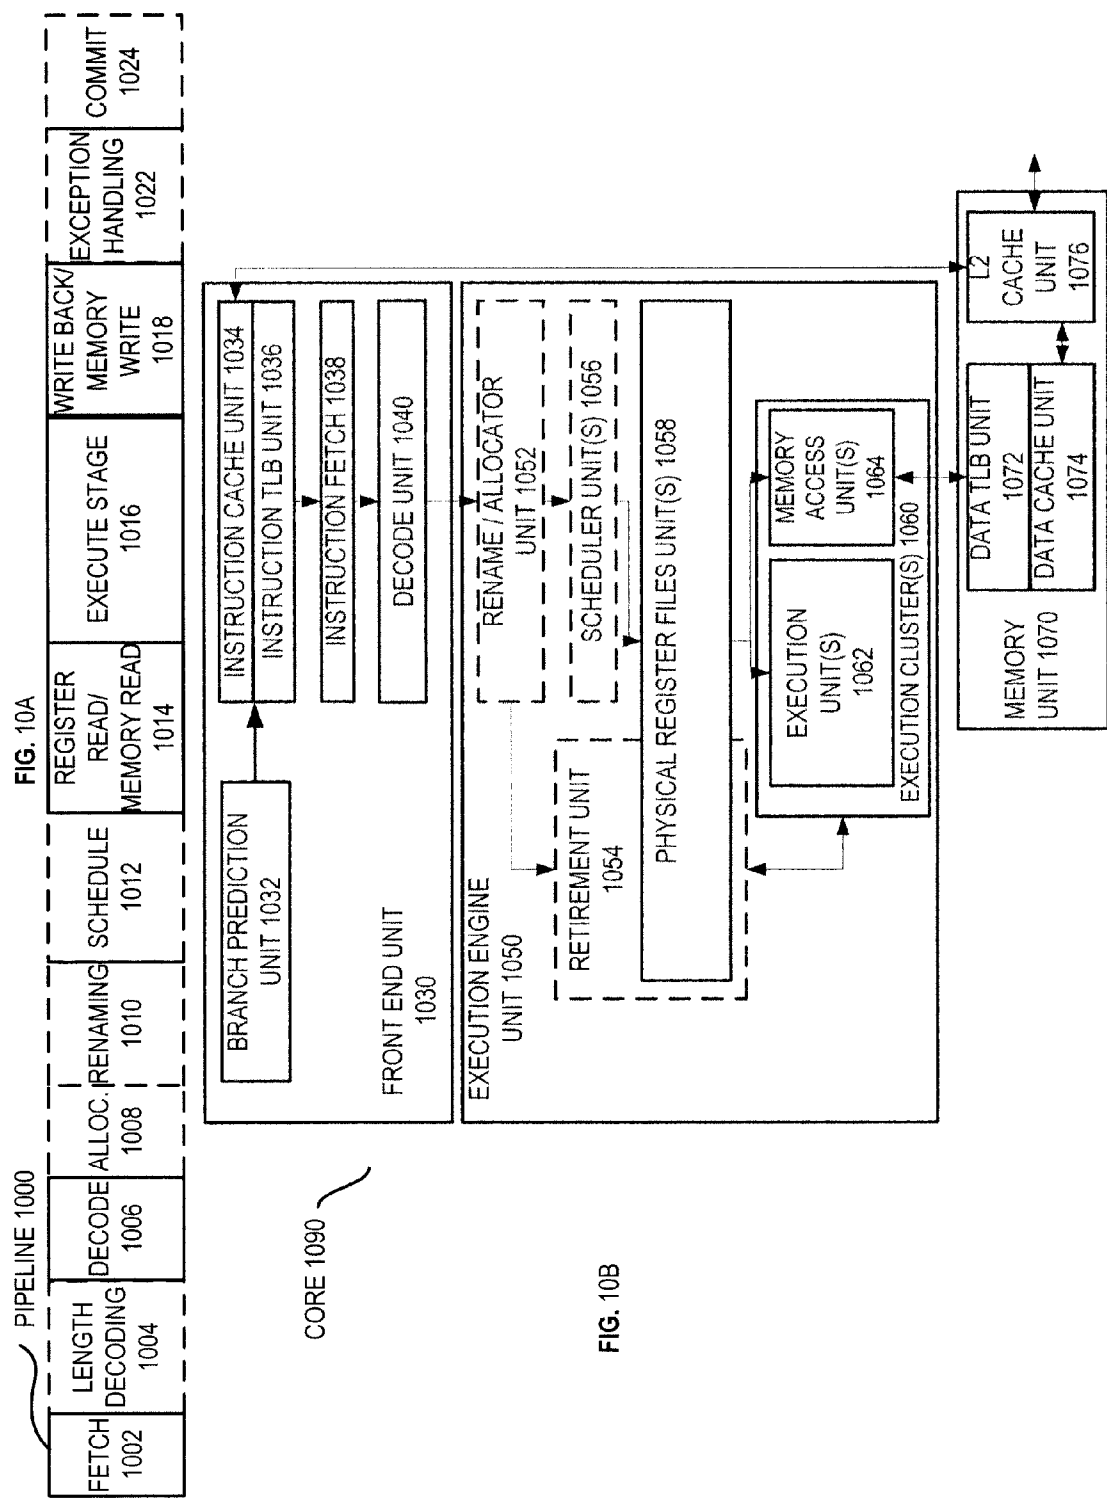 PIPELINE 1000
FIG. 10A
FETCH
1002
LENGTH
DECODING
1004
DECODE
1006
ALLOC.
1008
RENAMING
1010
SCHEDULE
1012
REGISTER
READ/
MEMORY READ
1014
EXECUTE STAGE
1016
WRITE BACK/
MEMORY
WRITE
1018
EXCEPTION
HANDLING
1022
COMMIT
1024
CORE 1090
BRANCH PREDICTION
UNIT 1032
INSTRUCTION CACHE UNIT 1034
INSTRUCTION TLB UNIT 1036
INSTRUCTION FETCH 1038
DECODE UNIT 1040
FRONT END UNIT
1030
EXECUTION ENGINE
UNIT 1050
RENAME / ALLOCATOR
UNIT 1052
RETIREMENT UNIT
1054
SCHEDULER UNIT(S) 1056
PHYSICAL REGISTER FILES UNIT(S) 1058
EXECUTION
UNIT(S)
1062
MEMORY
ACCESS
UNIT(S)
1064
EXECUTION CLUSTER(S) 1060
FIG. 10B
MEMORY
UNIT 1070
DATA TLB UNIT
1072
DATA CACHE UNIT
1074
L2
CACHE
UNIT
1076